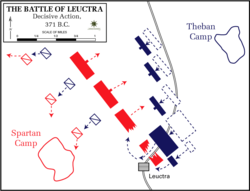 THE BATTLE OF LEUCTRA
Decisive Action,
371 B.C.
SCALE OF MILES
Theban
Camp
Spartan
Camp
Leuctra